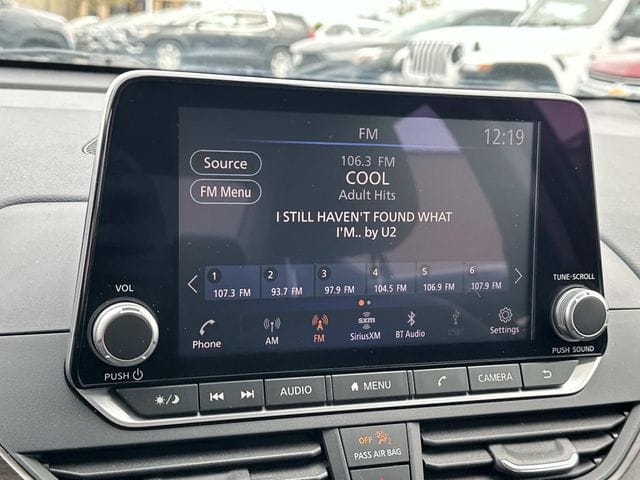 FM 12:19
Source
106.3 FM
COOL
FM Menu
Adult Hits
I STILL HAVEN'T FOUND WHAT
I'M.. by U2
1 2 3 4 5 6
107.3 FM 93.7 FM 97.9 FM 104.5 FM 106.9 FM 107.9 FM
VOL
TUNE•SCROLL
sxm
Phone AM FM SiriusXM BT Audio Settings
PUSH
PUSH SOUND
AUDIO MENU CAMERA
OFF
PASS AIR BAG